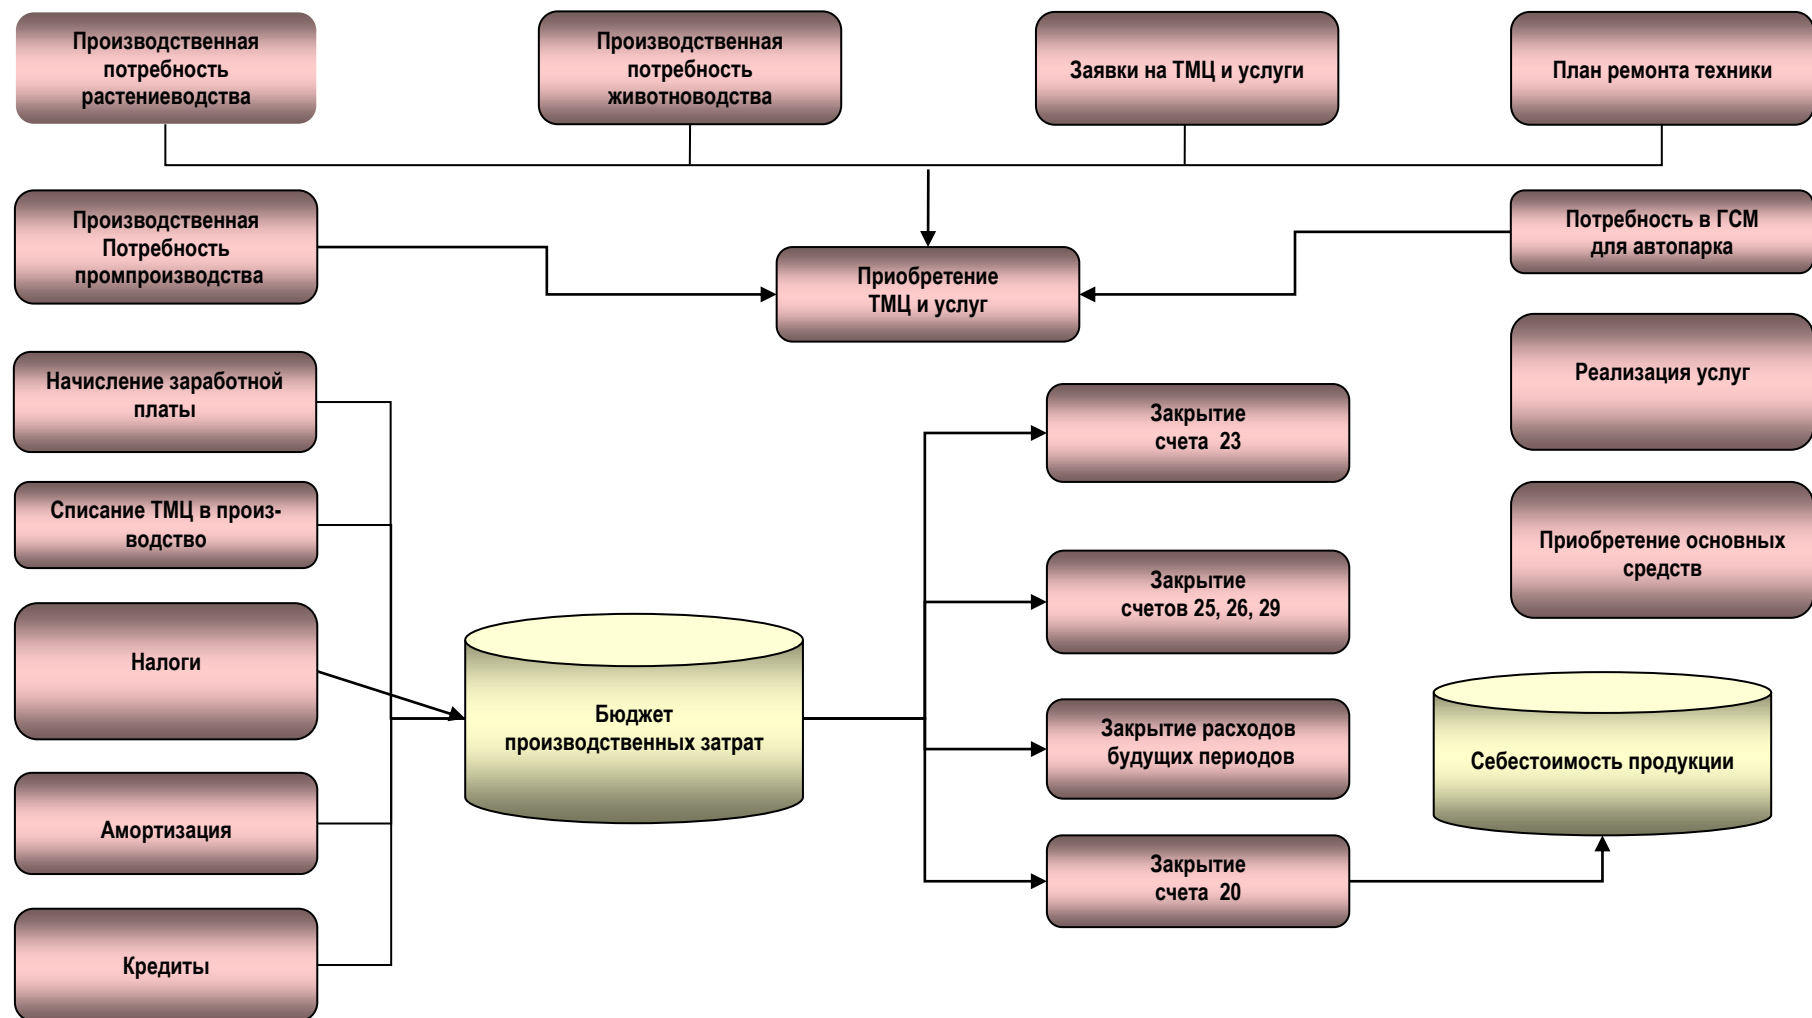 Производственная
потребность
растениеводства
Производственная
потребность
животноводства
Заявки на ТМЦ и услуги
План ремонта техники
Производственная
Потребность
промпроизводства
Приобретение
ТМЦ и услуг
Потребность в ГСМ
для автопарка
Реализация услуг
Начисление заработной
платы
Закрытие
счета 23
Списание ТМЦ в произ-
водство
Приобретение основных
средств
Закрытие
счетов 25, 26, 29
Налоги
Бюджет
производственных затрат
Закрытие расходов
будущих периодов
Себестоимость продукции
Амортизация
Закрытие
счета 20
Кредиты